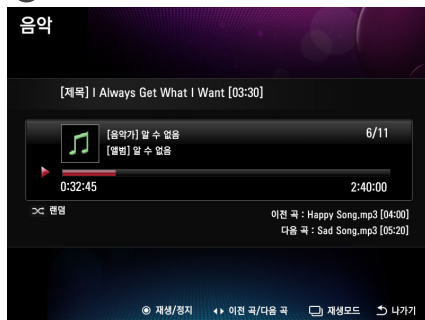 음악
[제목] I Always Get What I Want [03:30]
[음악가] 알 수 없음
6/11
[앨범] 알 수 없음
0:32:45
2:40:00
랜덤
이전 곡 : Happy Song.mp3 [04:00]
다음 곡 : Sad Song.mp3 [05:20]
재생/정지 이전 곡/다음 곡 재생모드 나가기